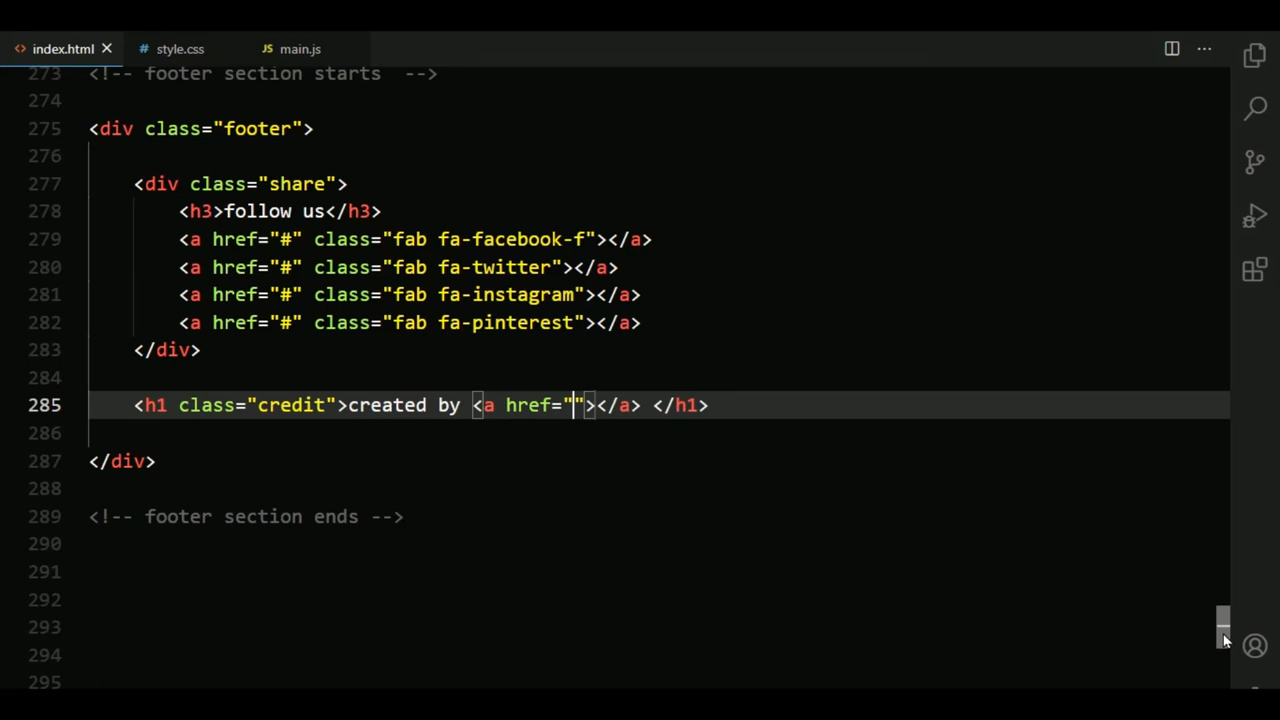 <> index.html × # style.css JS main.js ...
273 <!-- footer section starts  -->
274
275 <div class="footer">
276
277     <div class="share">
278         <h3>follow us</h3>
279         <a href="#" class="fab fa-facebook-f"></a>
280         <a href="#" class="fab fa-twitter"></a>
281         <a href="#" class="fab fa-instagram"></a>
282         <a href="#" class="fab fa-pinterest"></a>
283     </div>
284
285     <h1 class="credit">created by <a href=""></a> </h1>
286
287 </div>
288
289 <!-- footer section ends -->
290
291
292
293
294
295